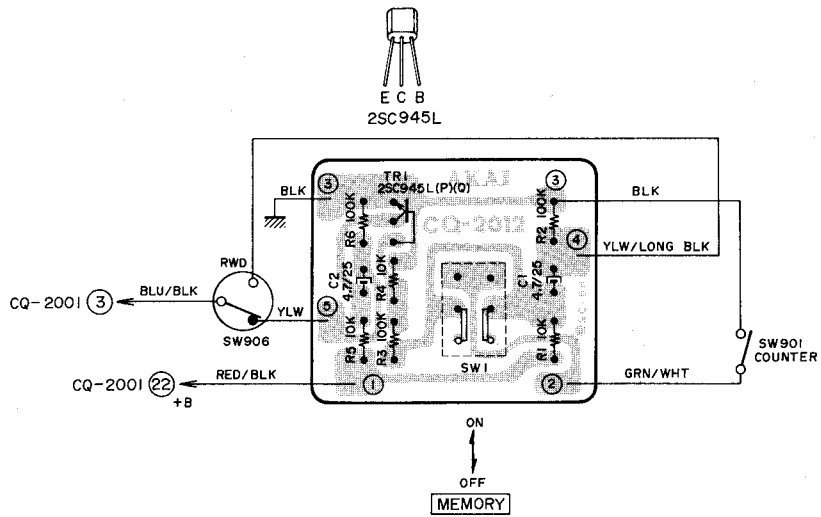 E C B
2SC945L
BLK
③
TR1
2SC945L(P)(Q)
AKAI
③
BLK
R6 100K
CQ-2012
R2 100K
④
YLW/LONG BLK
RWD
C2 4.7/25
R4 10K
C1 4.7/25
CQ-2001 ③
BLU/BLK
YLW
⑤
SW906
R5 10K
R3 100K
SW1
R1 10K
SW901
COUNTER
CQ-2001 ㉒
+B
RED/BLK
①
②
GRN/WHT
ON
OFF
MEMORY